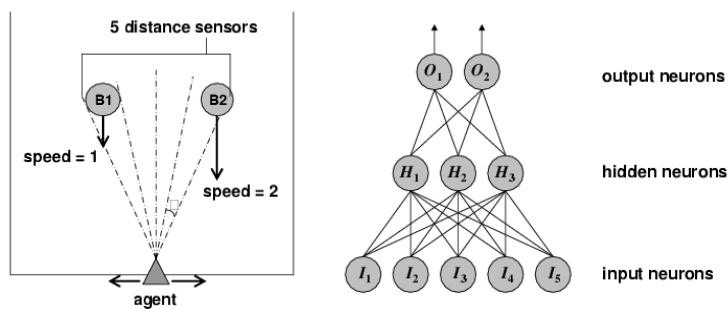 5 distance sensors
B1
B2
speed = 1
speed = 2
agent
O1 O2
output neurons
H1 H2 H3
hidden neurons
I1 I2 I3 I4 I5
input neurons